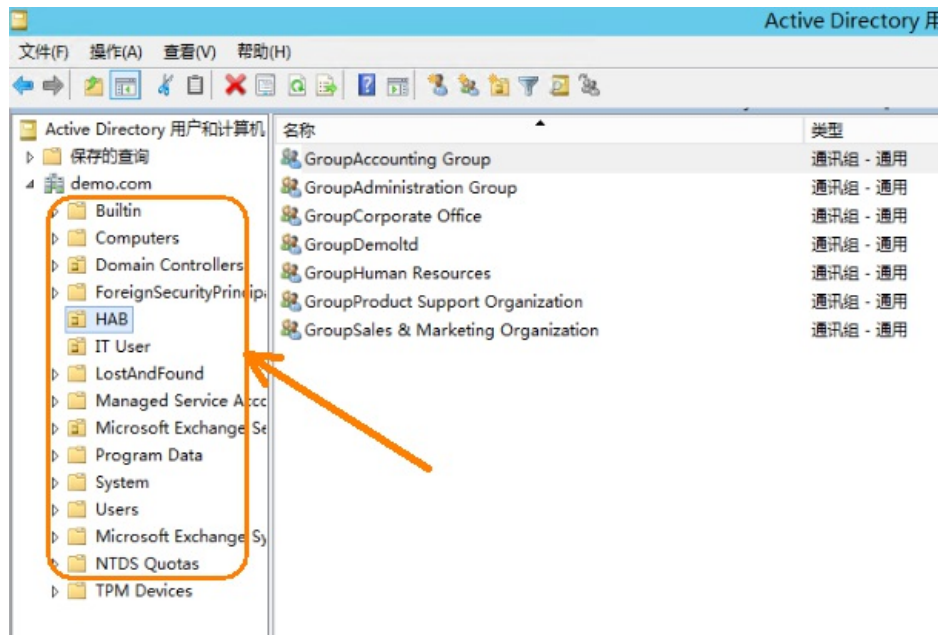 Active Directory
文件(F) 操作(A) 查看(V) 帮助(H)
Active Directory 用户和计算机
保存的查询
demo.com
Builtin
Computers
Domain Controllers
ForeignSecurityPrincipa
HAB
IT User
LostAndFound
Managed Service Acc
Microsoft Exchange Se
Program Data
System
Users
Microsoft Exchange Sy
NTDS Quotas
TPM Devices
名称 类型
GroupAccounting Group 通讯组 - 通用
GroupAdministration Group 通讯组 - 通用
GroupCorporate Office 通讯组 - 通用
GroupDemoltd 通讯组 - 通用
GroupHuman Resources 通讯组 - 通用
GroupProduct Support Organization 通讯组 - 通用
GroupSales & Marketing Organization 通讯组 - 通用